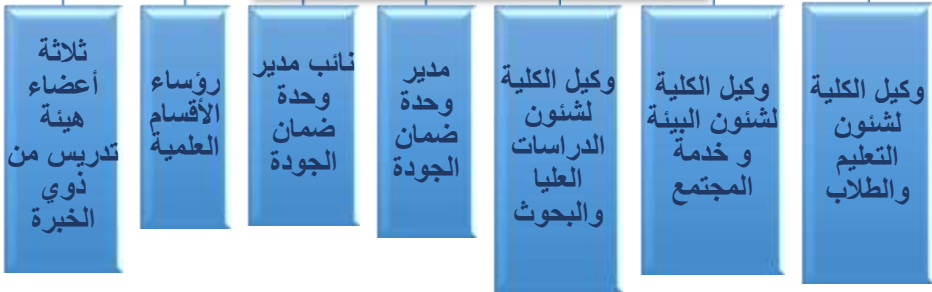 وكيل الكلية
لشئون
التعليم
والطلاب
وكيل الكلية
لشئون البيئة
و خدمة
المجتمع
وكيل الكلية
لشئون
الدراسات
العليا
والبحوث
مدير
وحدة
ضمان
الجودة
نائب مدير
وحدة
ضمان
الجودة
رؤساء
الأقسام
العلمية
ثلاثة
أعضاء
هيئة
تدريس من
ذوي
الخبرة